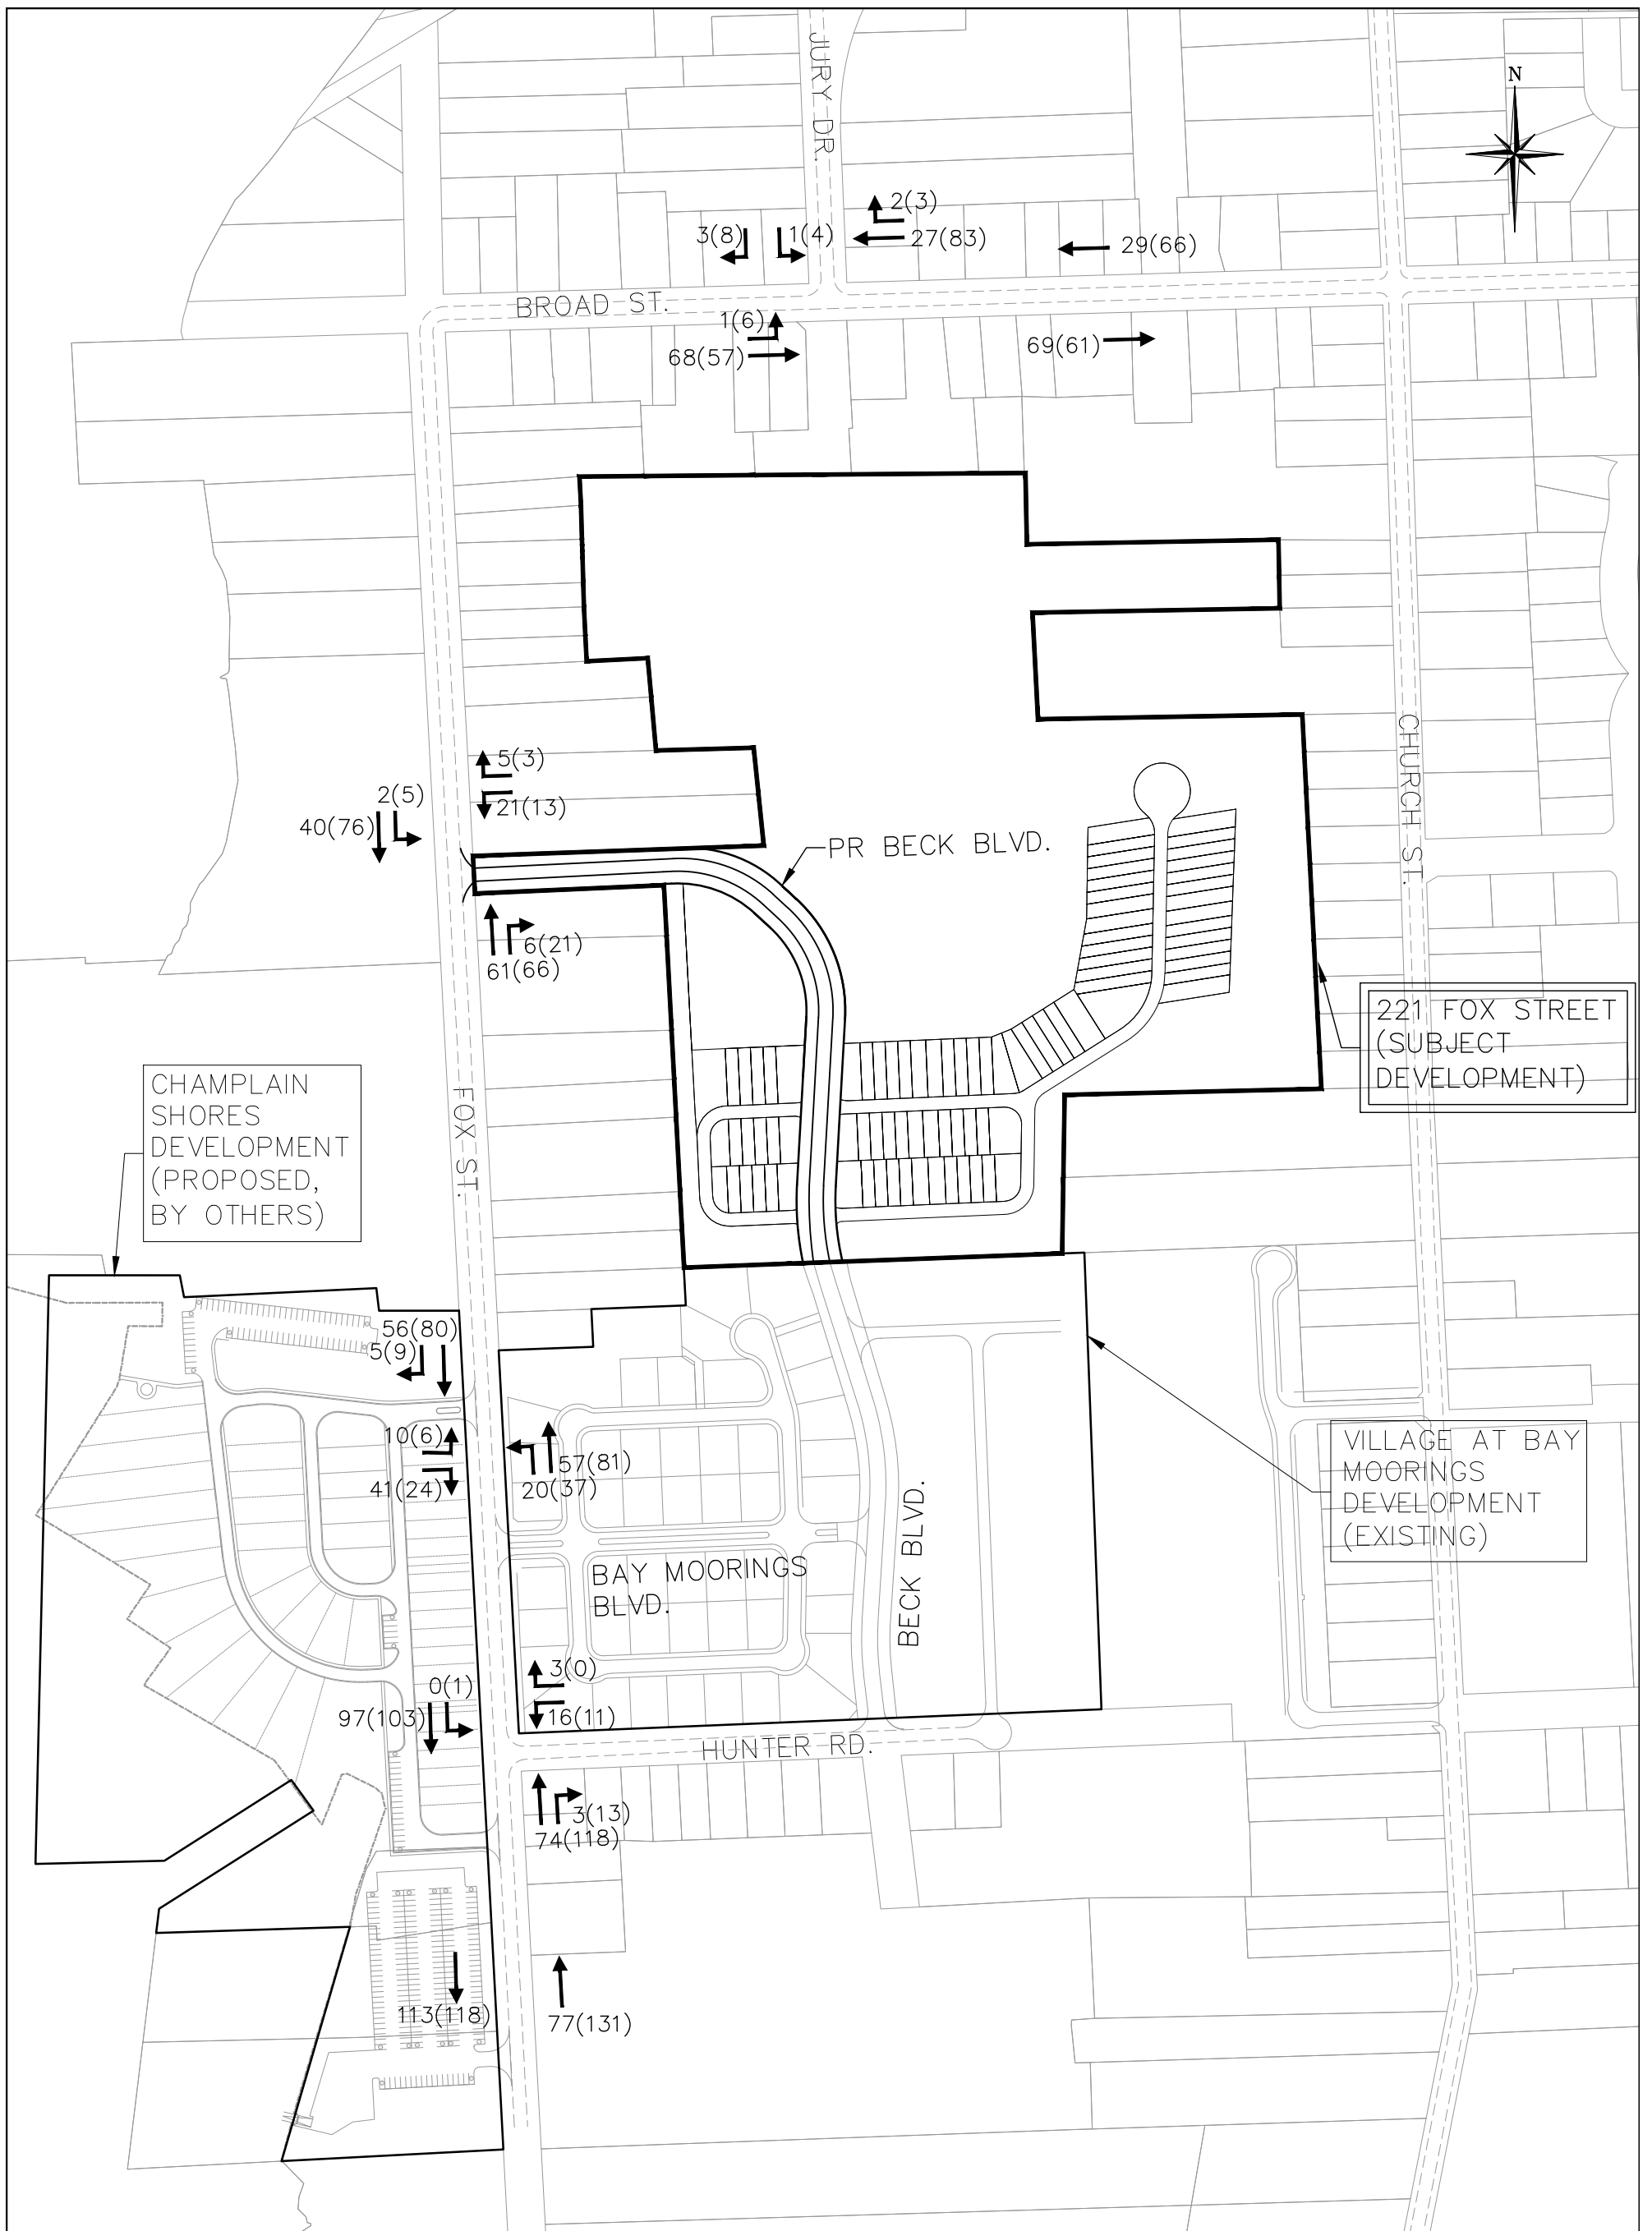 JURY DR.
N
2(3)
3(8)
1(4)
27(83)
29(66)
BROAD ST.
1(6)
68(57)
69(61)
CHURCH ST.
5(3)
2(5)
21(13)
40(76)
PR BECK BLVD.
6(21)
61(66)
221 FOX STREET
(SUBJECT
DEVELOPMENT)
CHAMPLAIN
SHORES
DEVELOPMENT
(PROPOSED,
BY OTHERS)
FOX ST.
56(80)
5(9)
10(6)
57(81)
41(24)
20(37)
VILLAGE AT BAY
MOORINGS
DEVELOPMENT
(EXISTING)
BAY MOORINGS
BLVD.
BECK BLVD.
3(0)
0(1)
97(103)
16(11)
HUNTER RD.
3(13)
74(118)
113(118)
77(131)